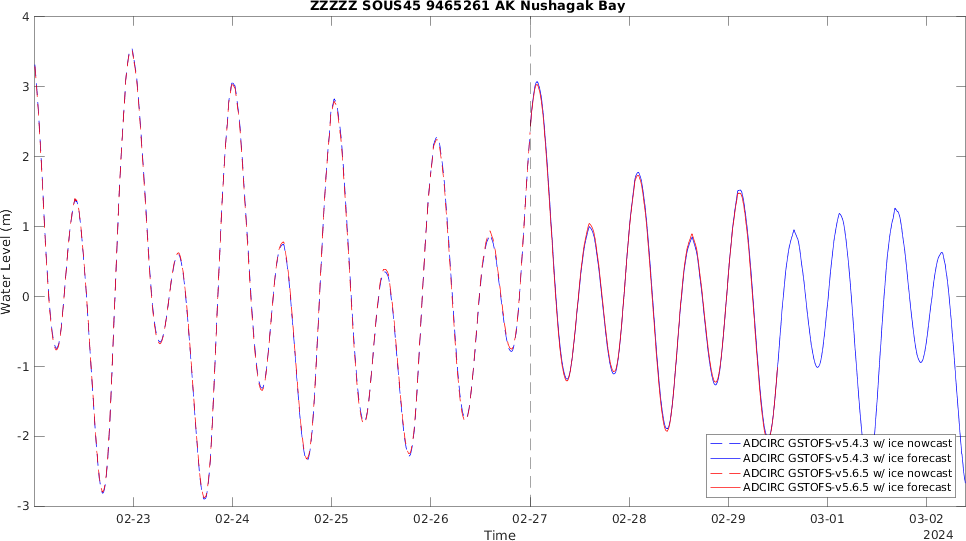 ZZZZZ SOUS45 9465261 AK Nushagak Bay
4
3
2
1
0
-1
-2
-3
Water Level (m)
ADCIRC GSTOFS-v5.4.3 w/ ice nowcast
ADCIRC GSTOFS-v5.4.3 w/ ice forecast
ADCIRC GSTOFS-v5.6.5 w/ ice nowcast
ADCIRC GSTOFS-v5.6.5 w/ ice forecast
02-23 02-24 02-25 02-26 02-27 02-28 02-29 03-01 03-02
Time
2024